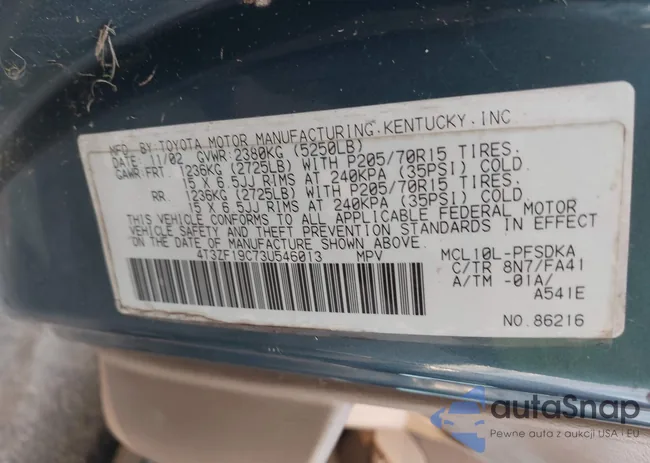 MFD. BY TOYOTA MOTOR MANUFACTURING, KENTUCKY, INC
DATE: 11/02 GVWR: 2380KG (5250LB)
GAWR: FRT. 1236KG (2725LB) WITH P205/70R15 TIRES.
15 X 6.5JJ RIMS AT 240KPA (35PSI) COLD.
RR. 1236KG (2725LB) WITH P205/70R15 TIRES.
15 X 6.5JJ RIMS AT 240KPA (35PSI) COLD.
THIS VEHICLE CONFORMS TO ALL APPLICABLE FEDERAL MOTOR
VEHICLE SAFETY AND THEFT PREVENTION STANDARDS IN EFFECT
ON THE DATE OF MANUFACTURE SHOWN ABOVE.
4T3ZF19C73U546013 MPV MCL10L-PFSDKA
C/TR 8N7/FA41
A/TM -01A/
A541E
NO.86216
autaSnap
Pewne auta z aukcji USA i EU